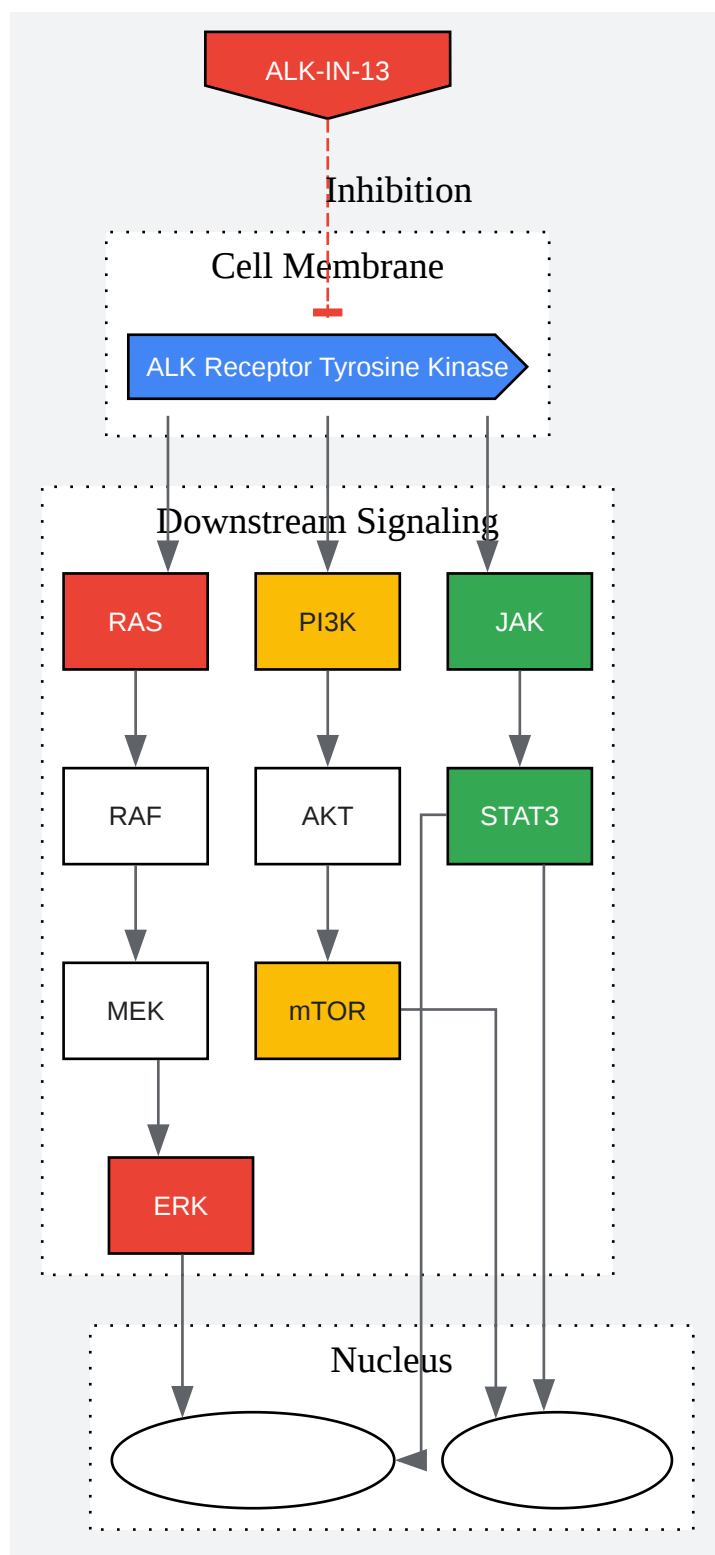 ALK-IN-13
Inhibition
Cell Membrane
ALK Receptor Tyrosine Kinase
Downstream Signaling
RAS
PI3K
JAK
RAF
AKT
STAT3
MEK
mTOR
ERK
Nucleus